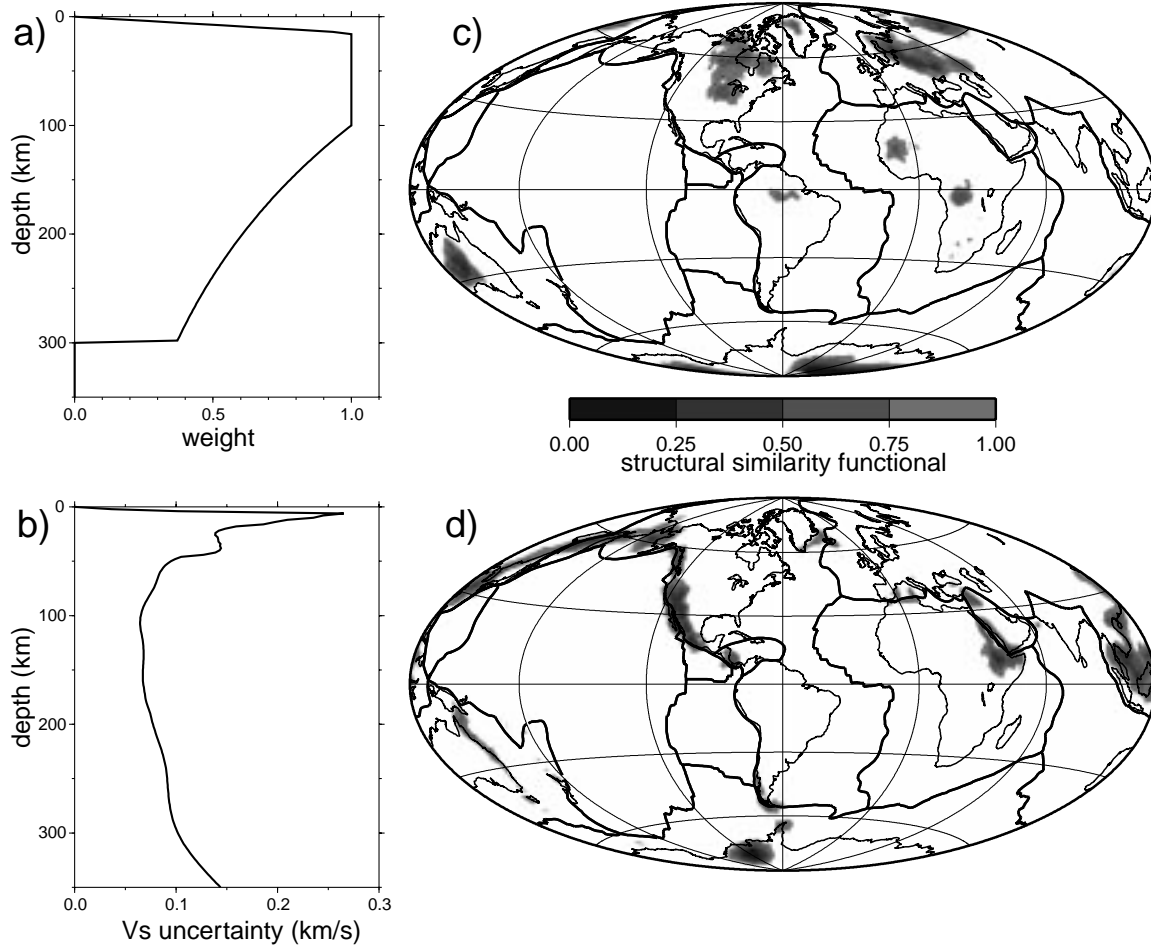 a)
0
100
200
300
depth (km)
0.0 0.5 1.0
weight
c)
0.00 0.25 0.50 0.75 1.00
structural similarity functional
b)
0
100
200
300
depth (km)
0.0 0.1 0.2 0.3
Vs uncertainty (km/s)
d)